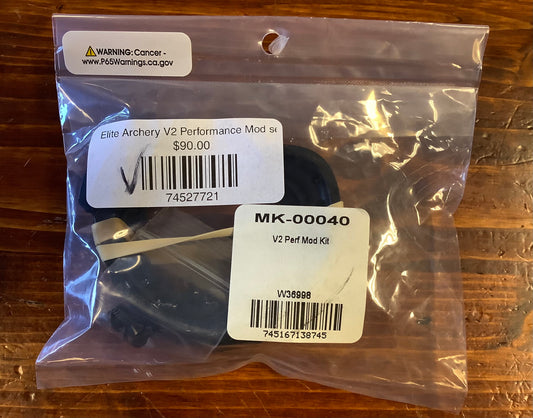 WARNING: Cancer -
www.P65Warnings.ca.gov
Elite Archery V2 Performance Mod se
$90.00
74527721
MK-00040
V2 Perf Mod Kit
W36998
745167138745